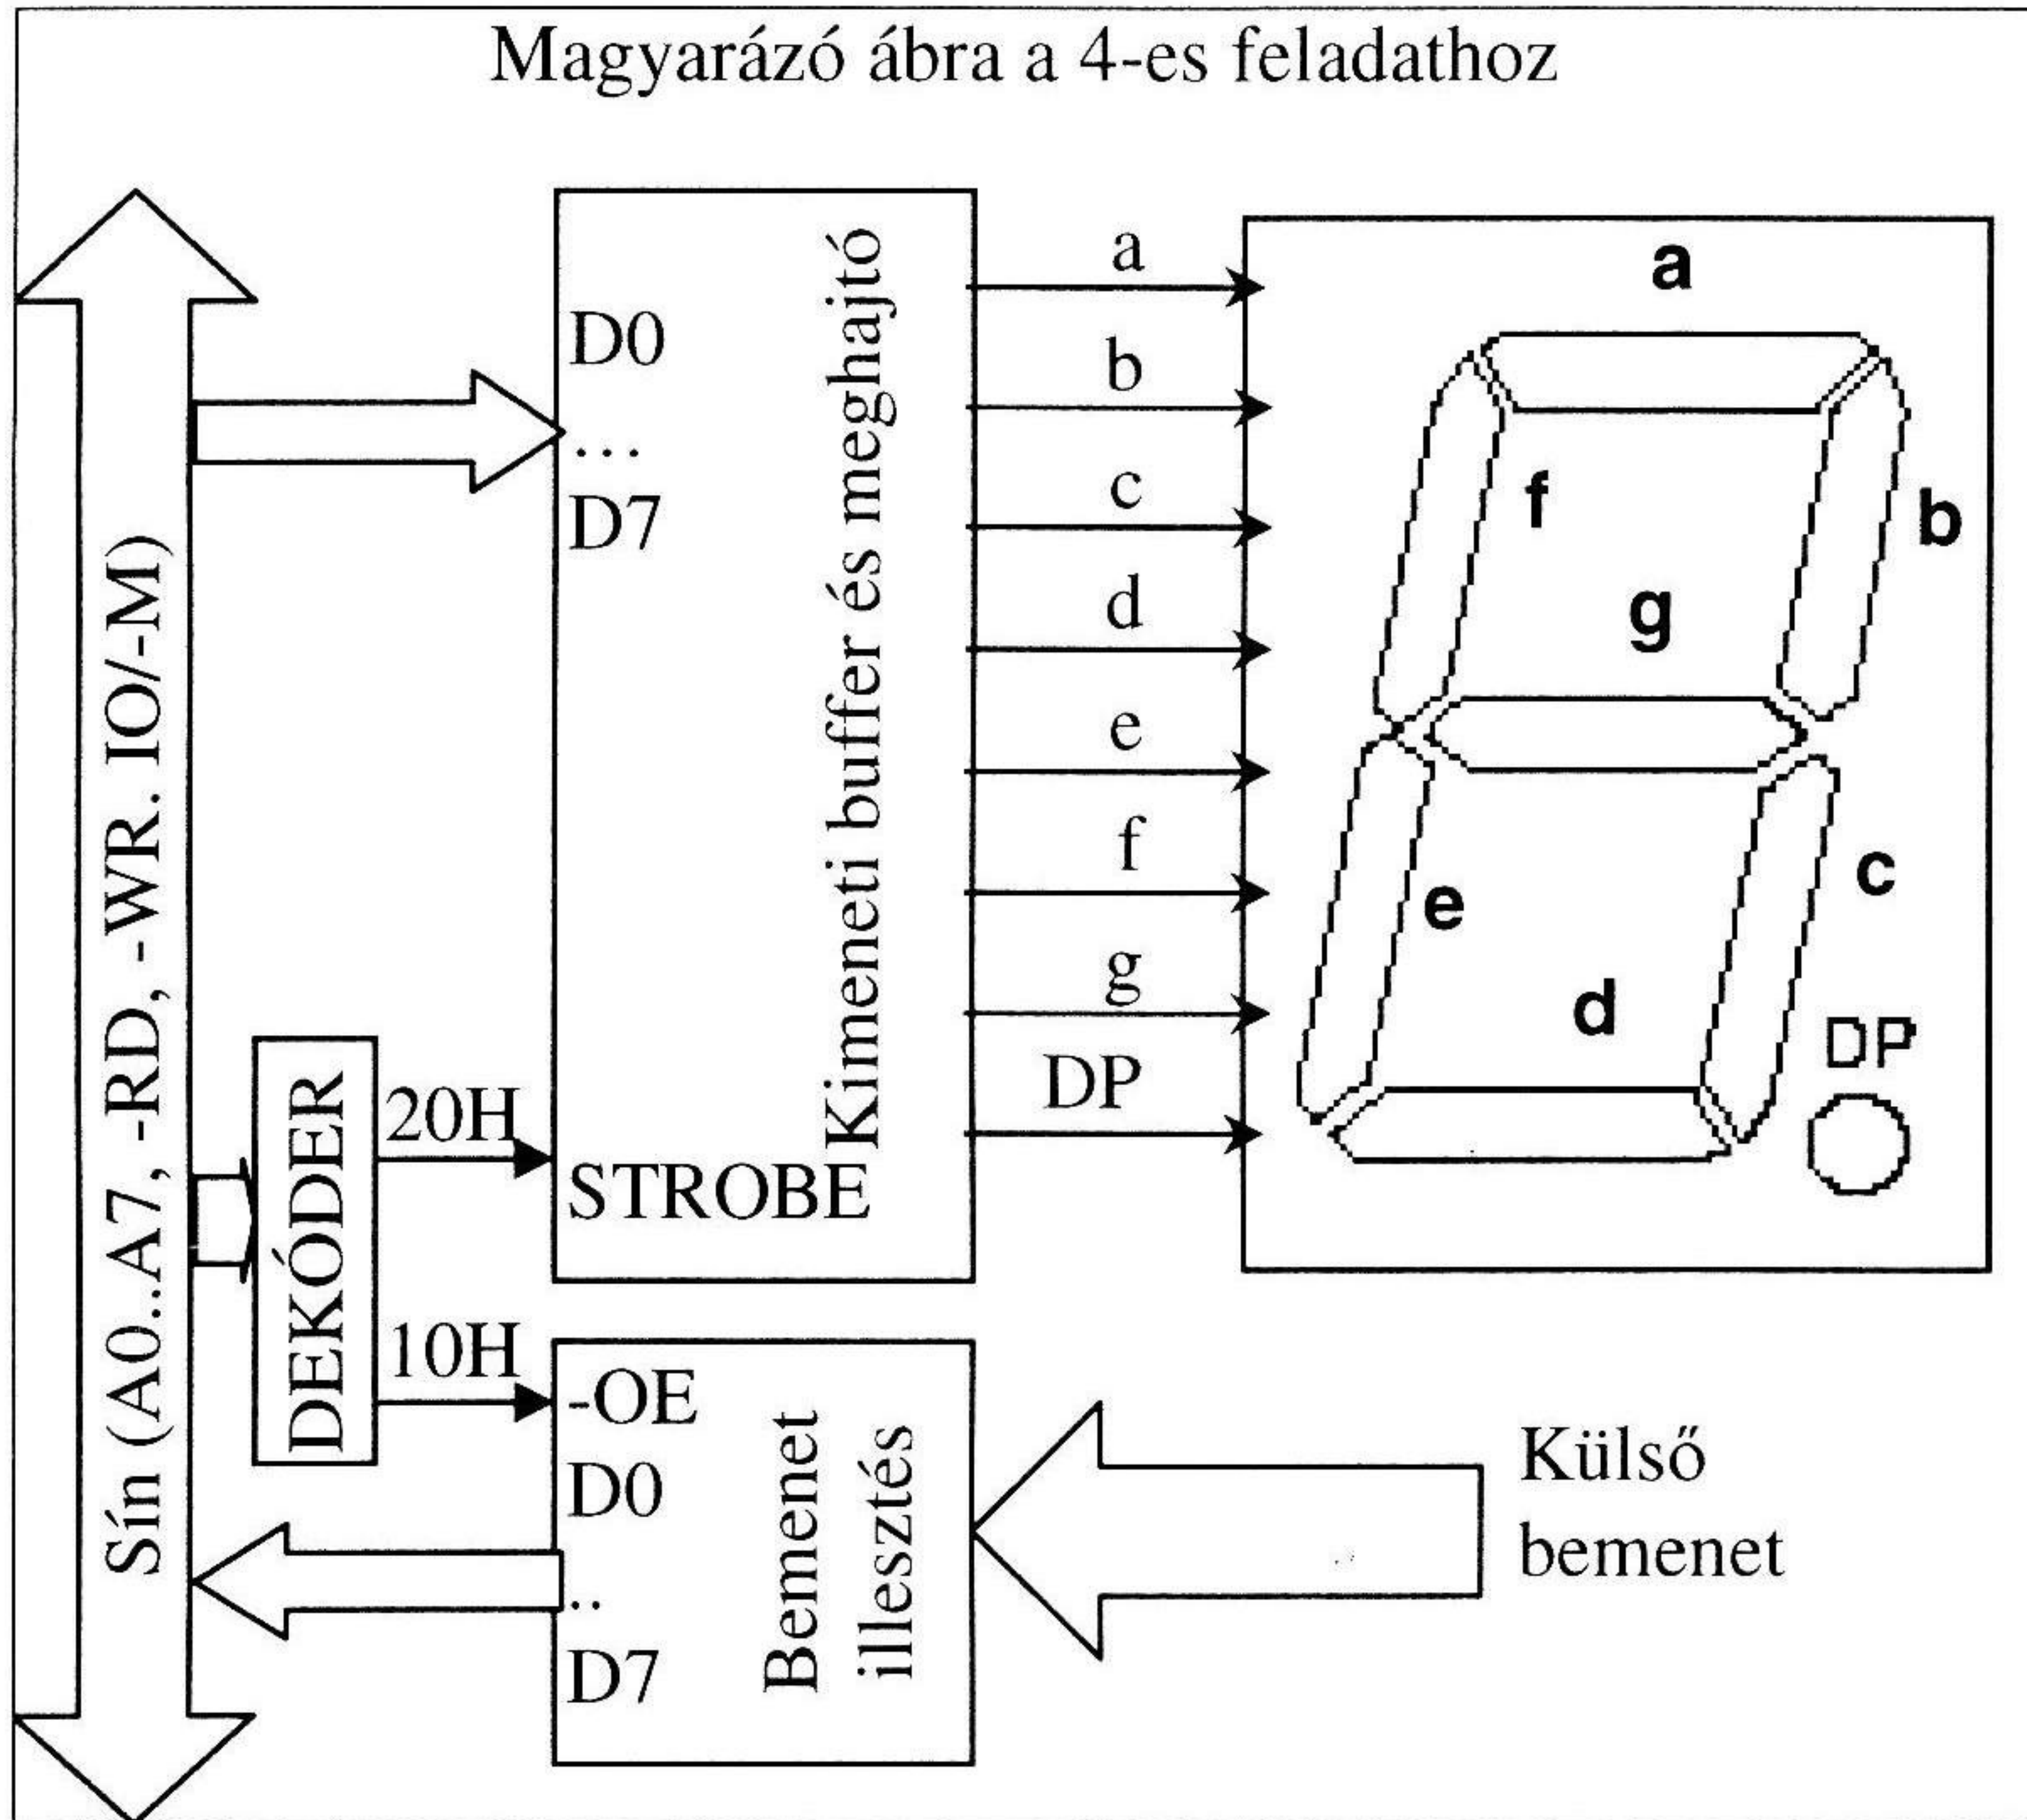 Magyarázó ábra a 4-es feladathoz
Sín (A0...A7, -RD, -WR. IO/-M)
D0
...
D7
Kimeneti buffer és meghajtó
STROBE
a
b
c
d
e
f
g
DP
a
f
b
g
e
c
d
DP
DEKÓDER
20H
10H
-OE
D0
..
D7
Bemenet
illesztés
Külső
bemenet